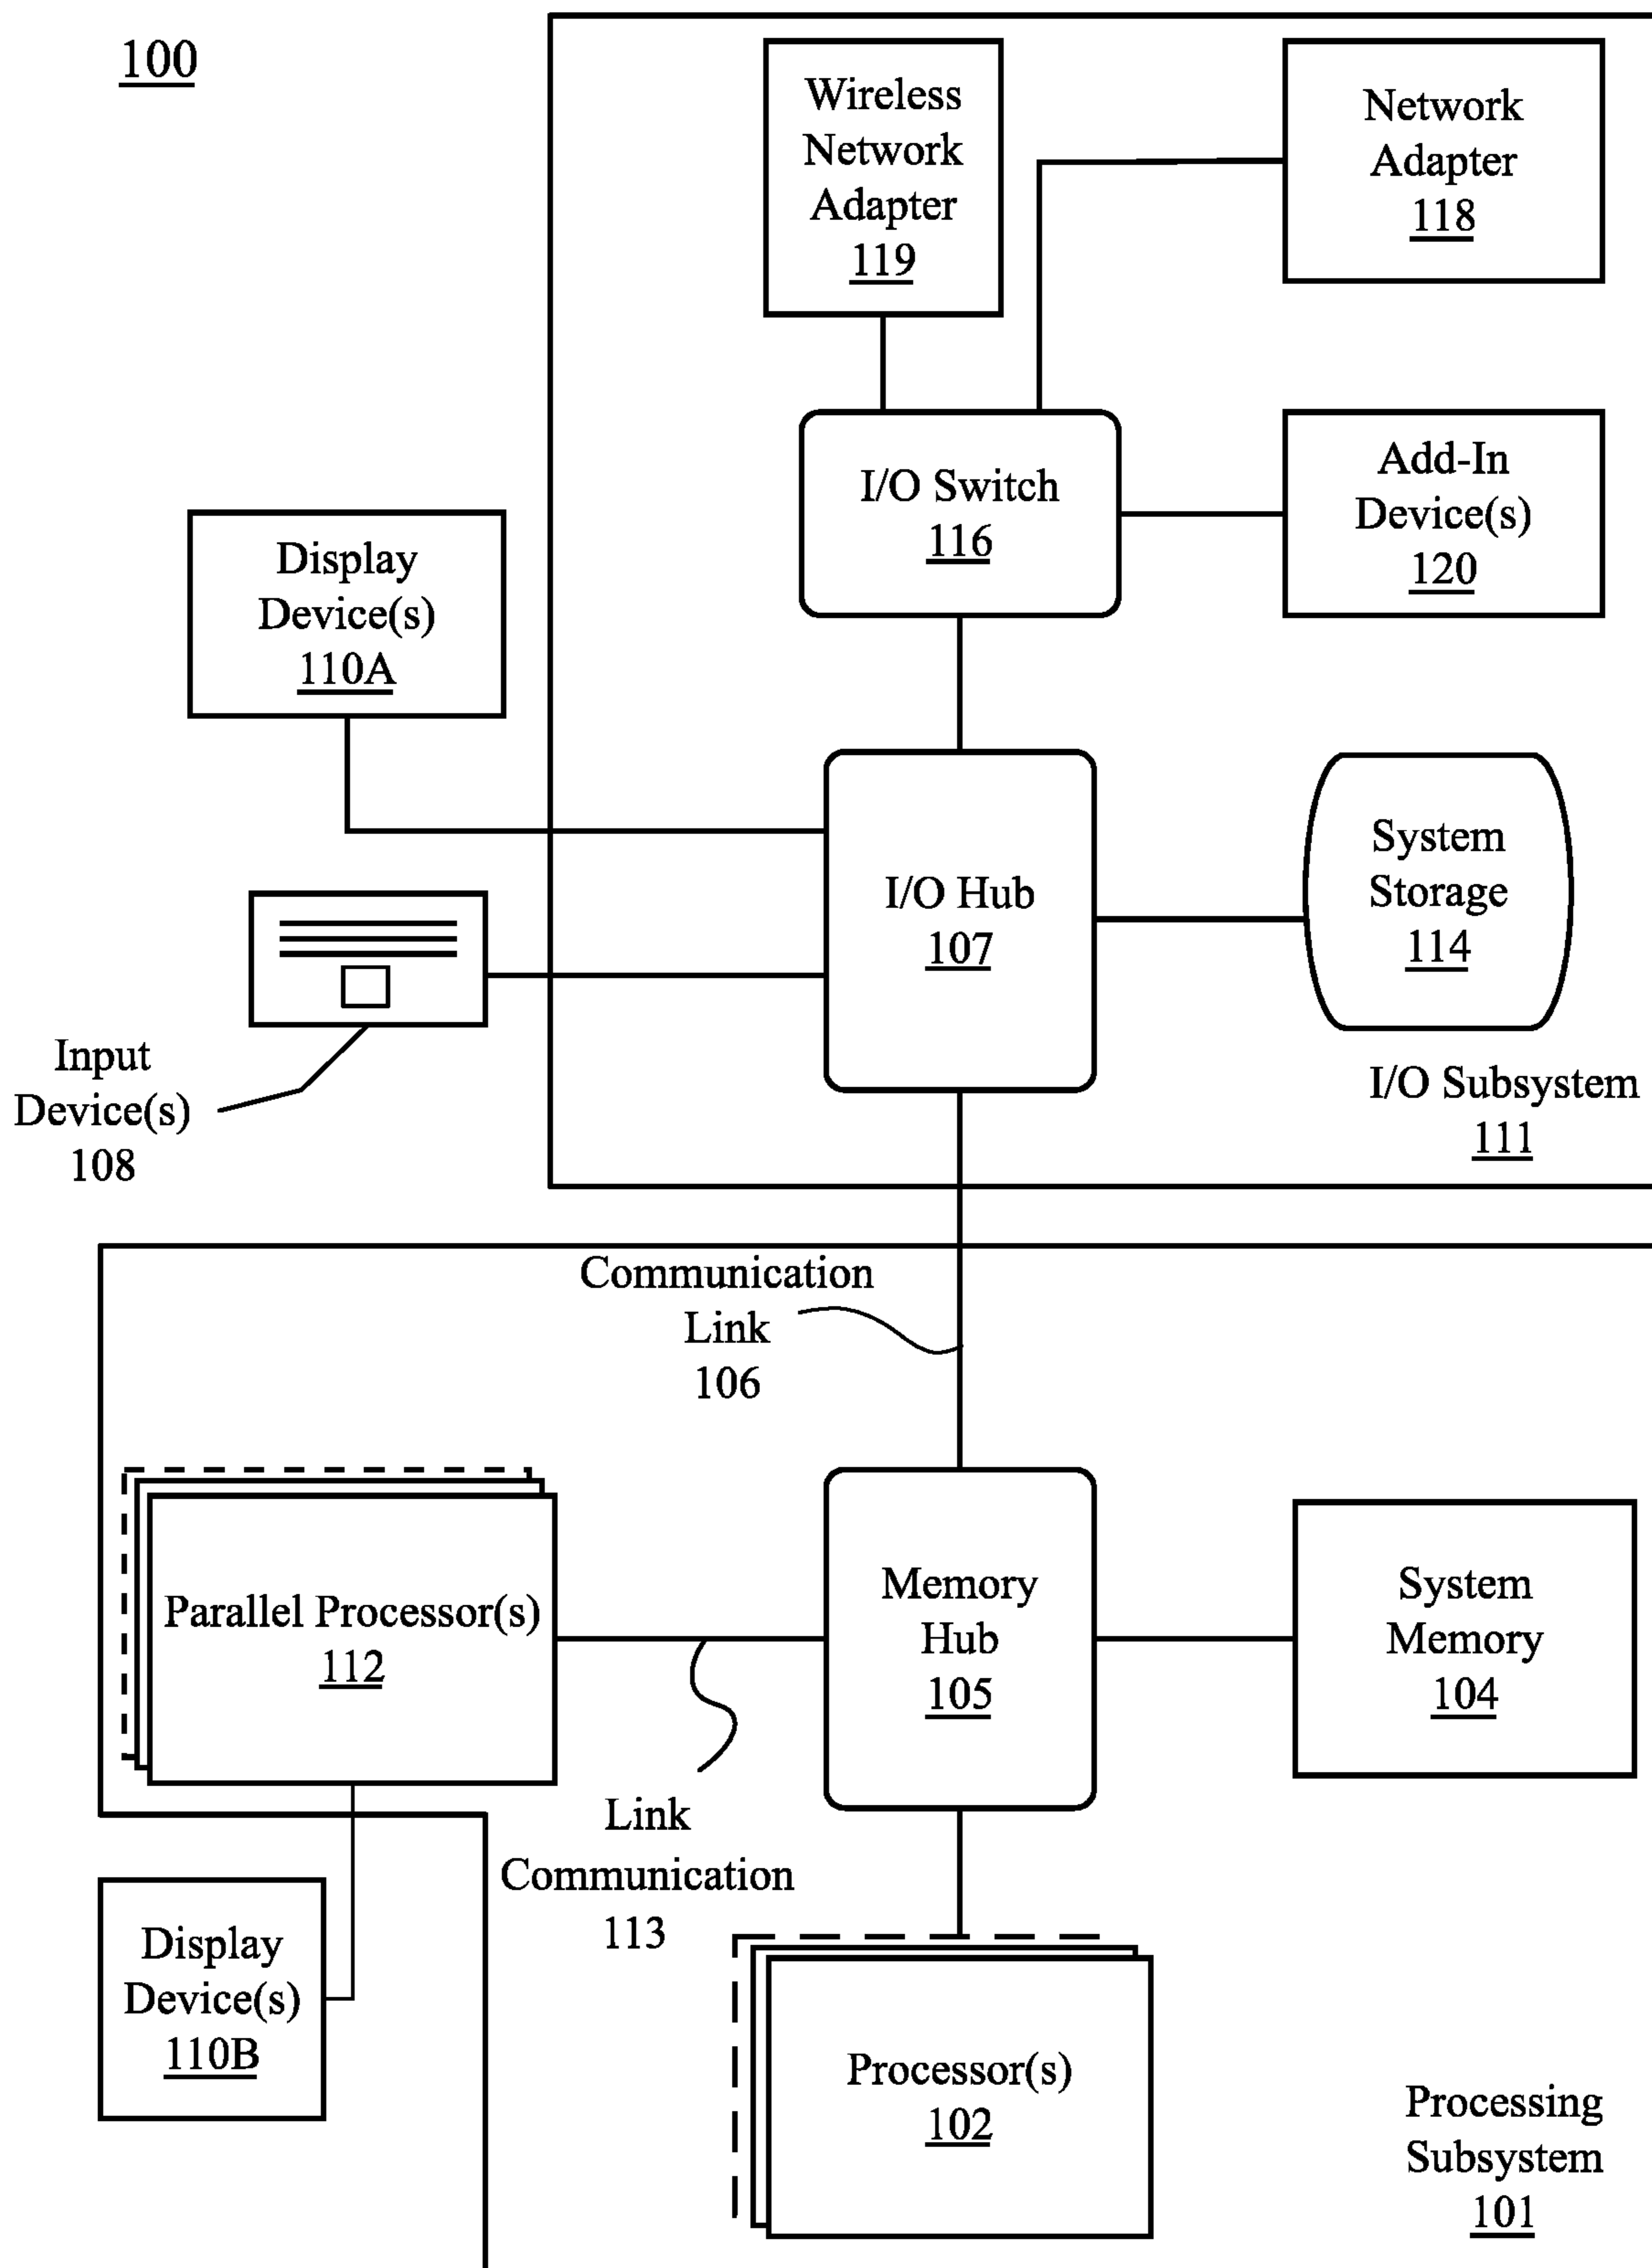 100
Wireless
Network
Adapter
119
Network
Adapter
118
I/O Switch
116
Add-In
Device(s)
120
Display
Device(s)
110A
I/O Hub
107
System
Storage
114
Input
Device(s)
108
I/O Subsystem
111
Communication
Link
106
Parallel Processor(s)
112
Memory
Hub
105
System
Memory
104
Link
Communication
113
Display
Device(s)
110B
Processor(s)
102
Processing
Subsystem
101